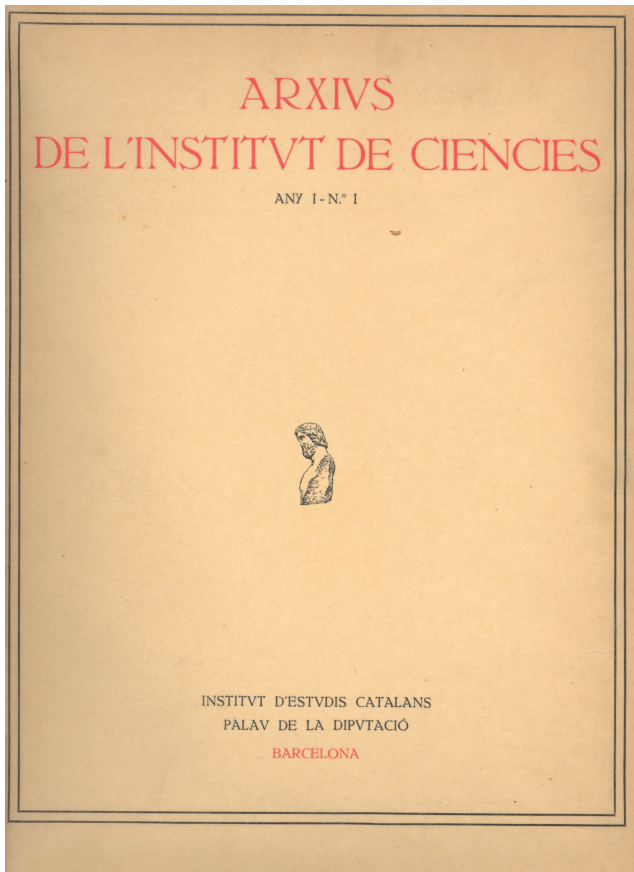 ARXIVS
DE L'INSTITVT DE CIENCIES
ANY I - N.º I
INSTITVT D'ESTVDIS CATALANS
PALAV DE LA DIPVTACIÓ
BARCELONA